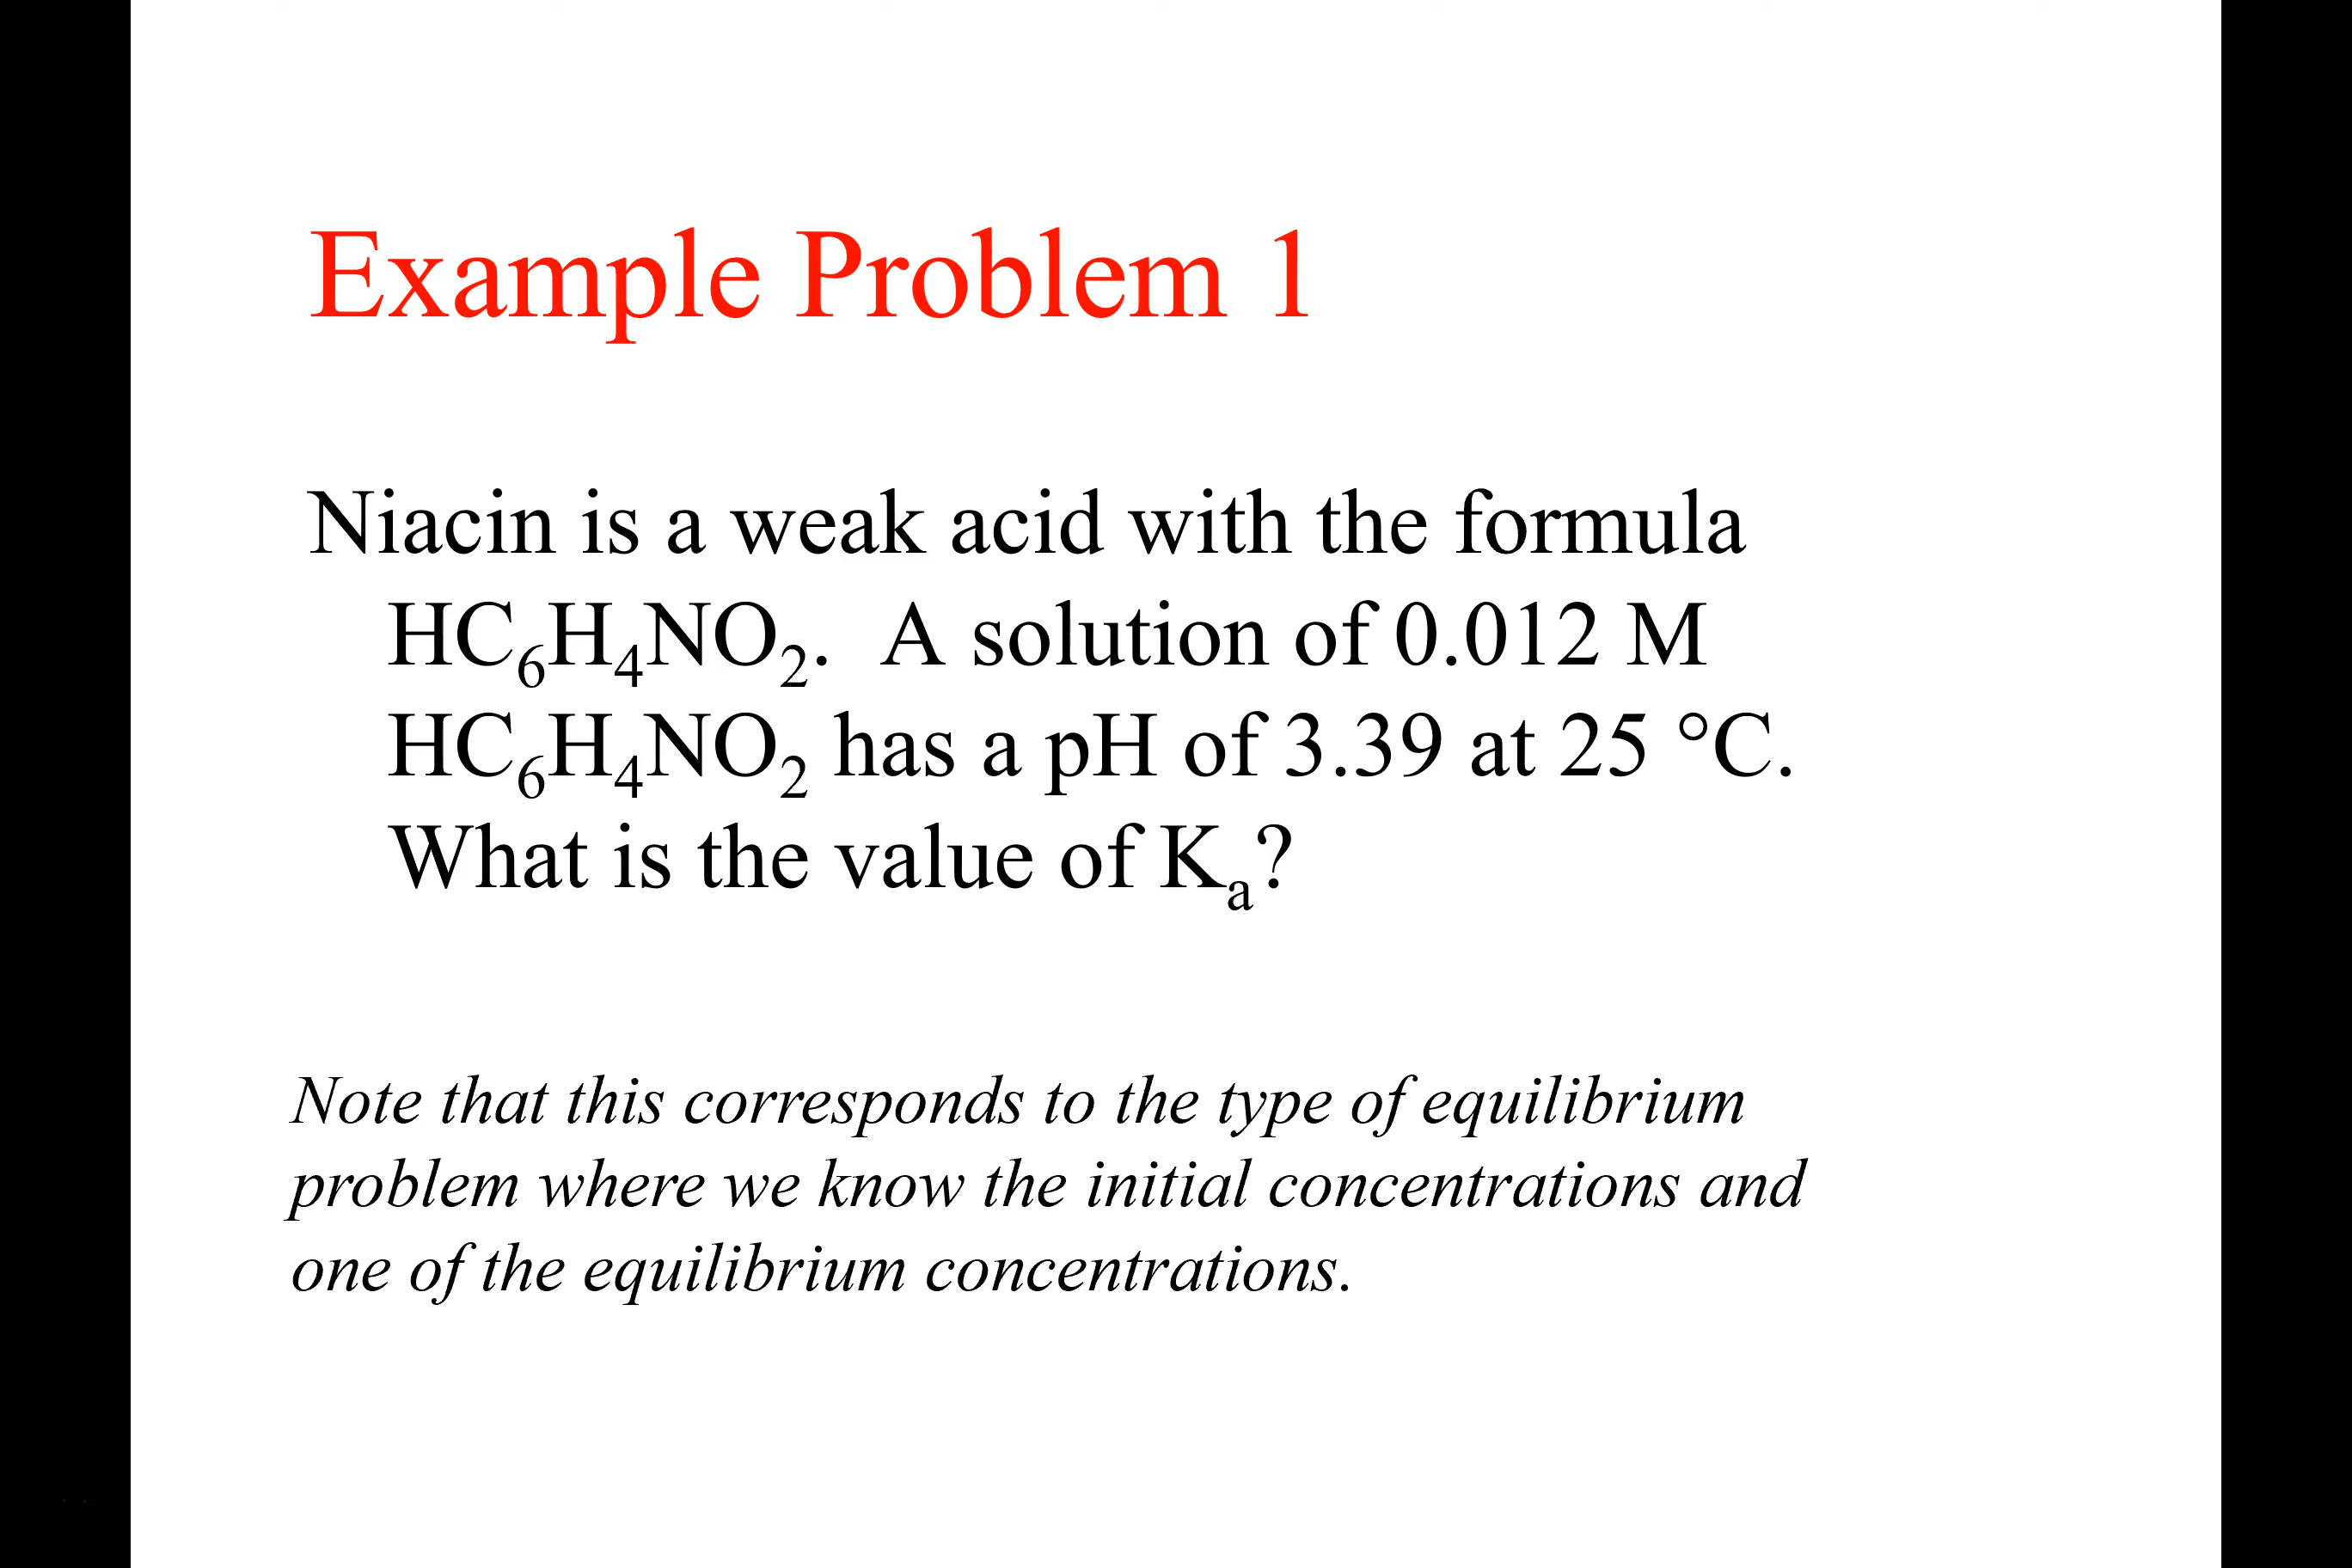 Example Problem 1
Niacin is a weak acid with the formula
HC₆H₄NO₂. A solution of 0.012 M
HC₆H₄NO₂ has a pH of 3.39 at 25 °C.
What is the value of Kₐ?
Note that this corresponds to the type of equilibrium
problem where we know the initial concentrations and
one of the equilibrium concentrations.